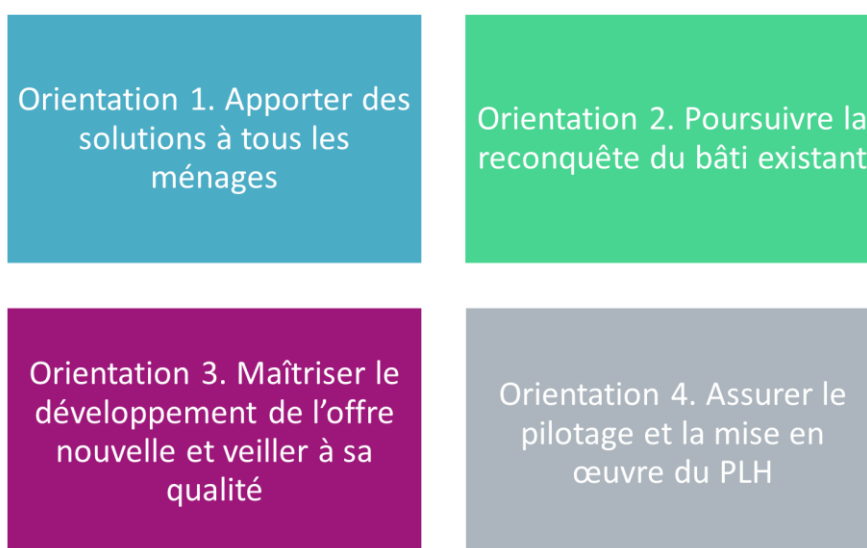 Orientation 1. Apporter des
solutions à tous les
ménages
Orientation 2. Poursuivre la
reconquête du bâti existant
Orientation 3. Maîtriser le
développement de l’offre
nouvelle et veiller à sa
qualité
Orientation 4. Assurer le
pilotage et la mise en
œuvre du PLH